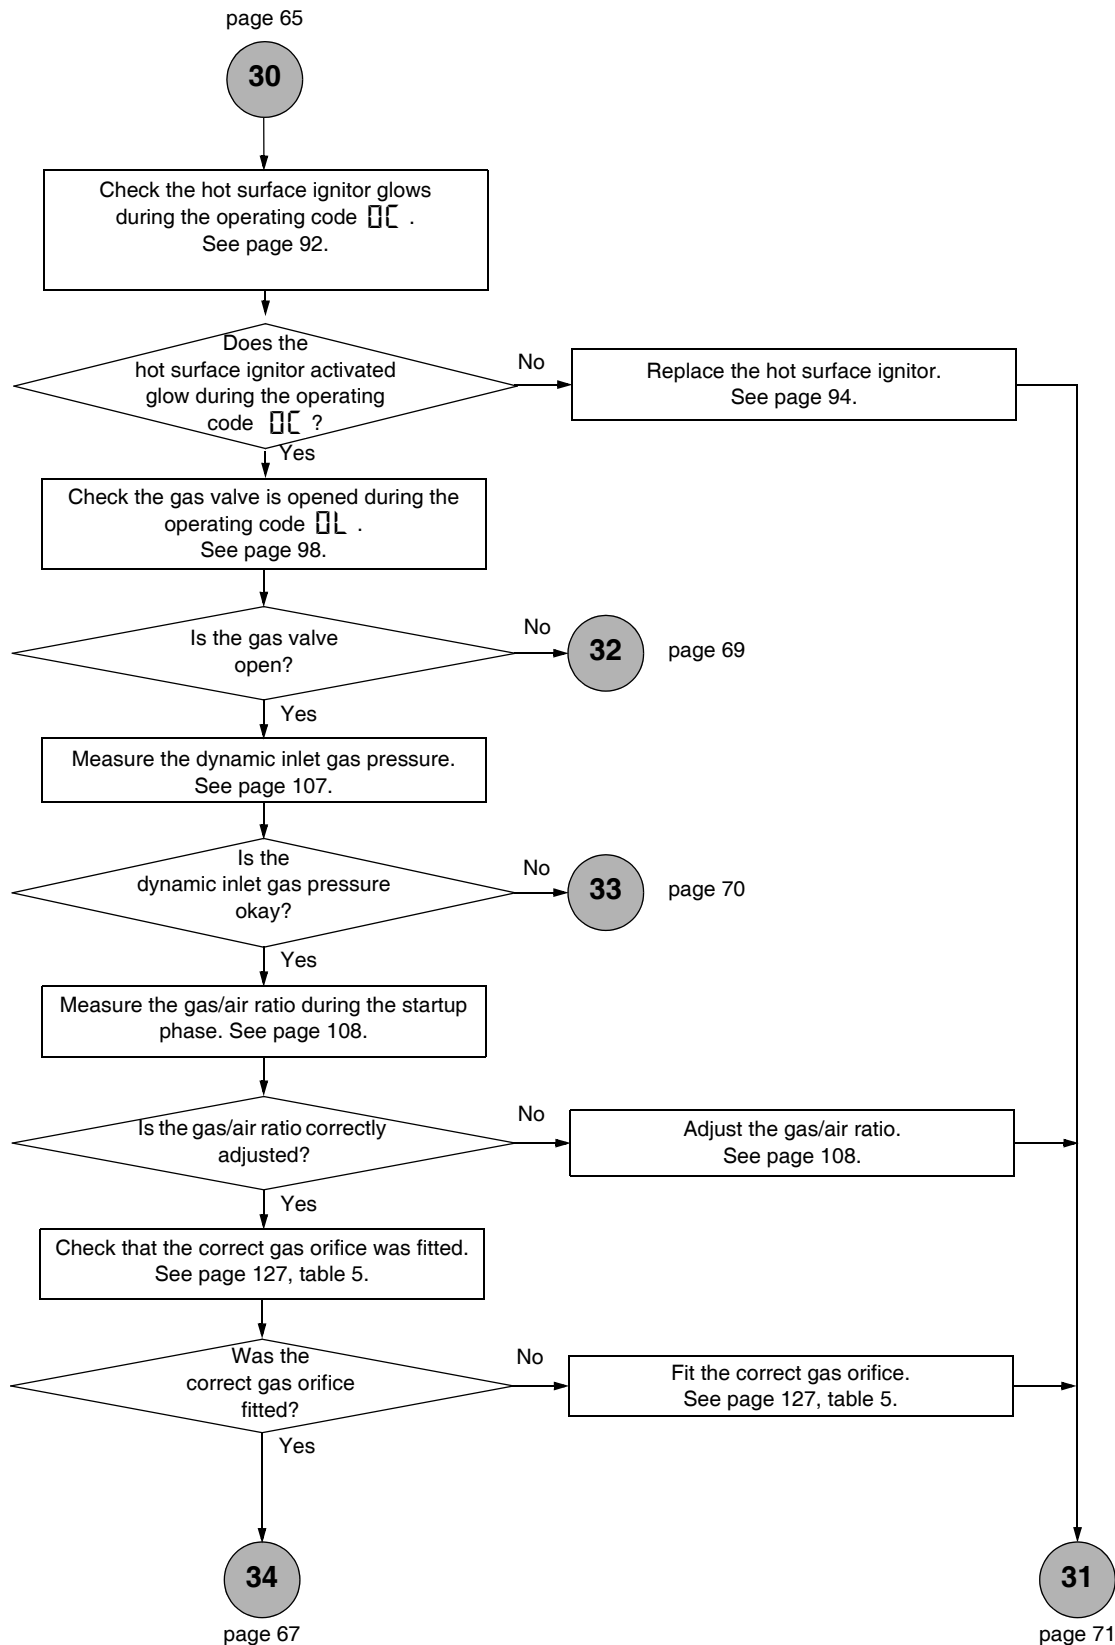 page 65
30
Check the hot surface ignitor glows
during the operating code 0C .
See page 92.
Does the
hot surface ignitor activated
glow during the operating
code 0C ?
No
Replace the hot surface ignitor.
See page 94.
Yes
Check the gas valve is opened during the
operating code 0L .
See page 98.
Is the gas valve
open?
No
32
page 69
Yes
Measure the dynamic inlet gas pressure.
See page 107.
Is the
dynamic inlet gas pressure
okay?
No
33
page 70
Yes
Measure the gas/air ratio during the startup
phase. See page 108.
Is the gas/air ratio correctly
adjusted?
No
Adjust the gas/air ratio.
See page 108.
Yes
Check that the correct gas orifice was fitted.
See page 127, table 5.
Was the
correct gas orifice
fitted?
No
Fit the correct gas orifice.
See page 127, table 5.
Yes
34
page 67
31
page 71